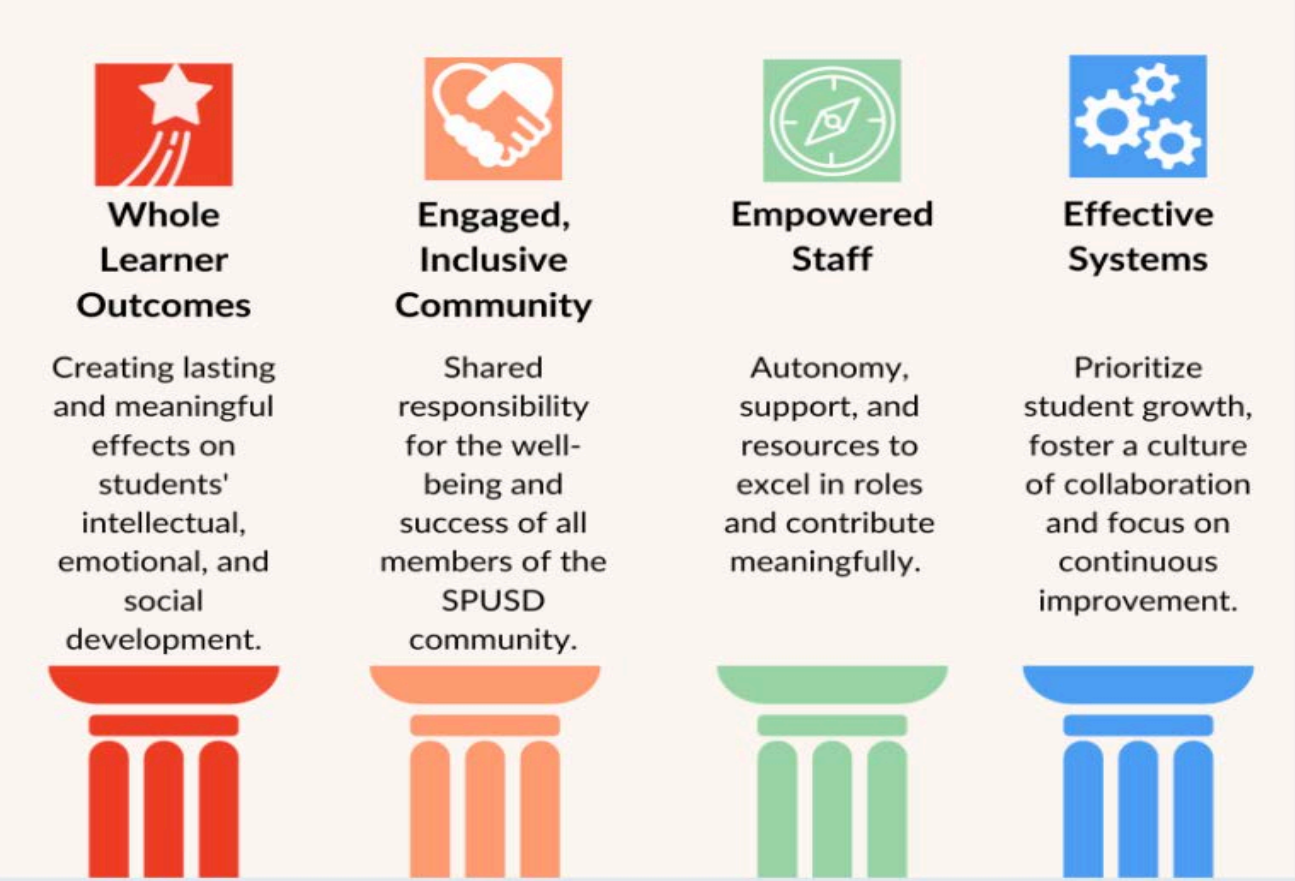 Whole
Learner
Outcomes
Creating lasting
and meaningful
effects on
students'
intellectual,
emotional, and
social
development.
Engaged,
Inclusive
Community
Shared
responsibility
for the well-
being and
success of all
members of the
SPUSD
community.
Empowered
Staff
Autonomy,
support, and
resources to
excel in roles
and contribute
meaningfully.
Effective
Systems
Prioritize
student growth,
foster a culture
of collaboration
and focus on
continuous
improvement.